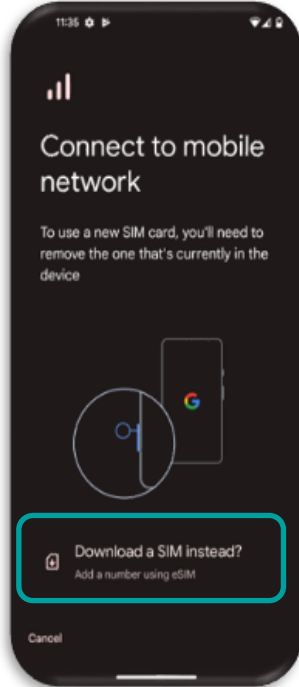 11:35
Connect to mobile
network
To use a new SIM card, you'll need to
remove the one that's currently in the
device
G
Download a SIM instead?
Add a number using eSIM
Cancel